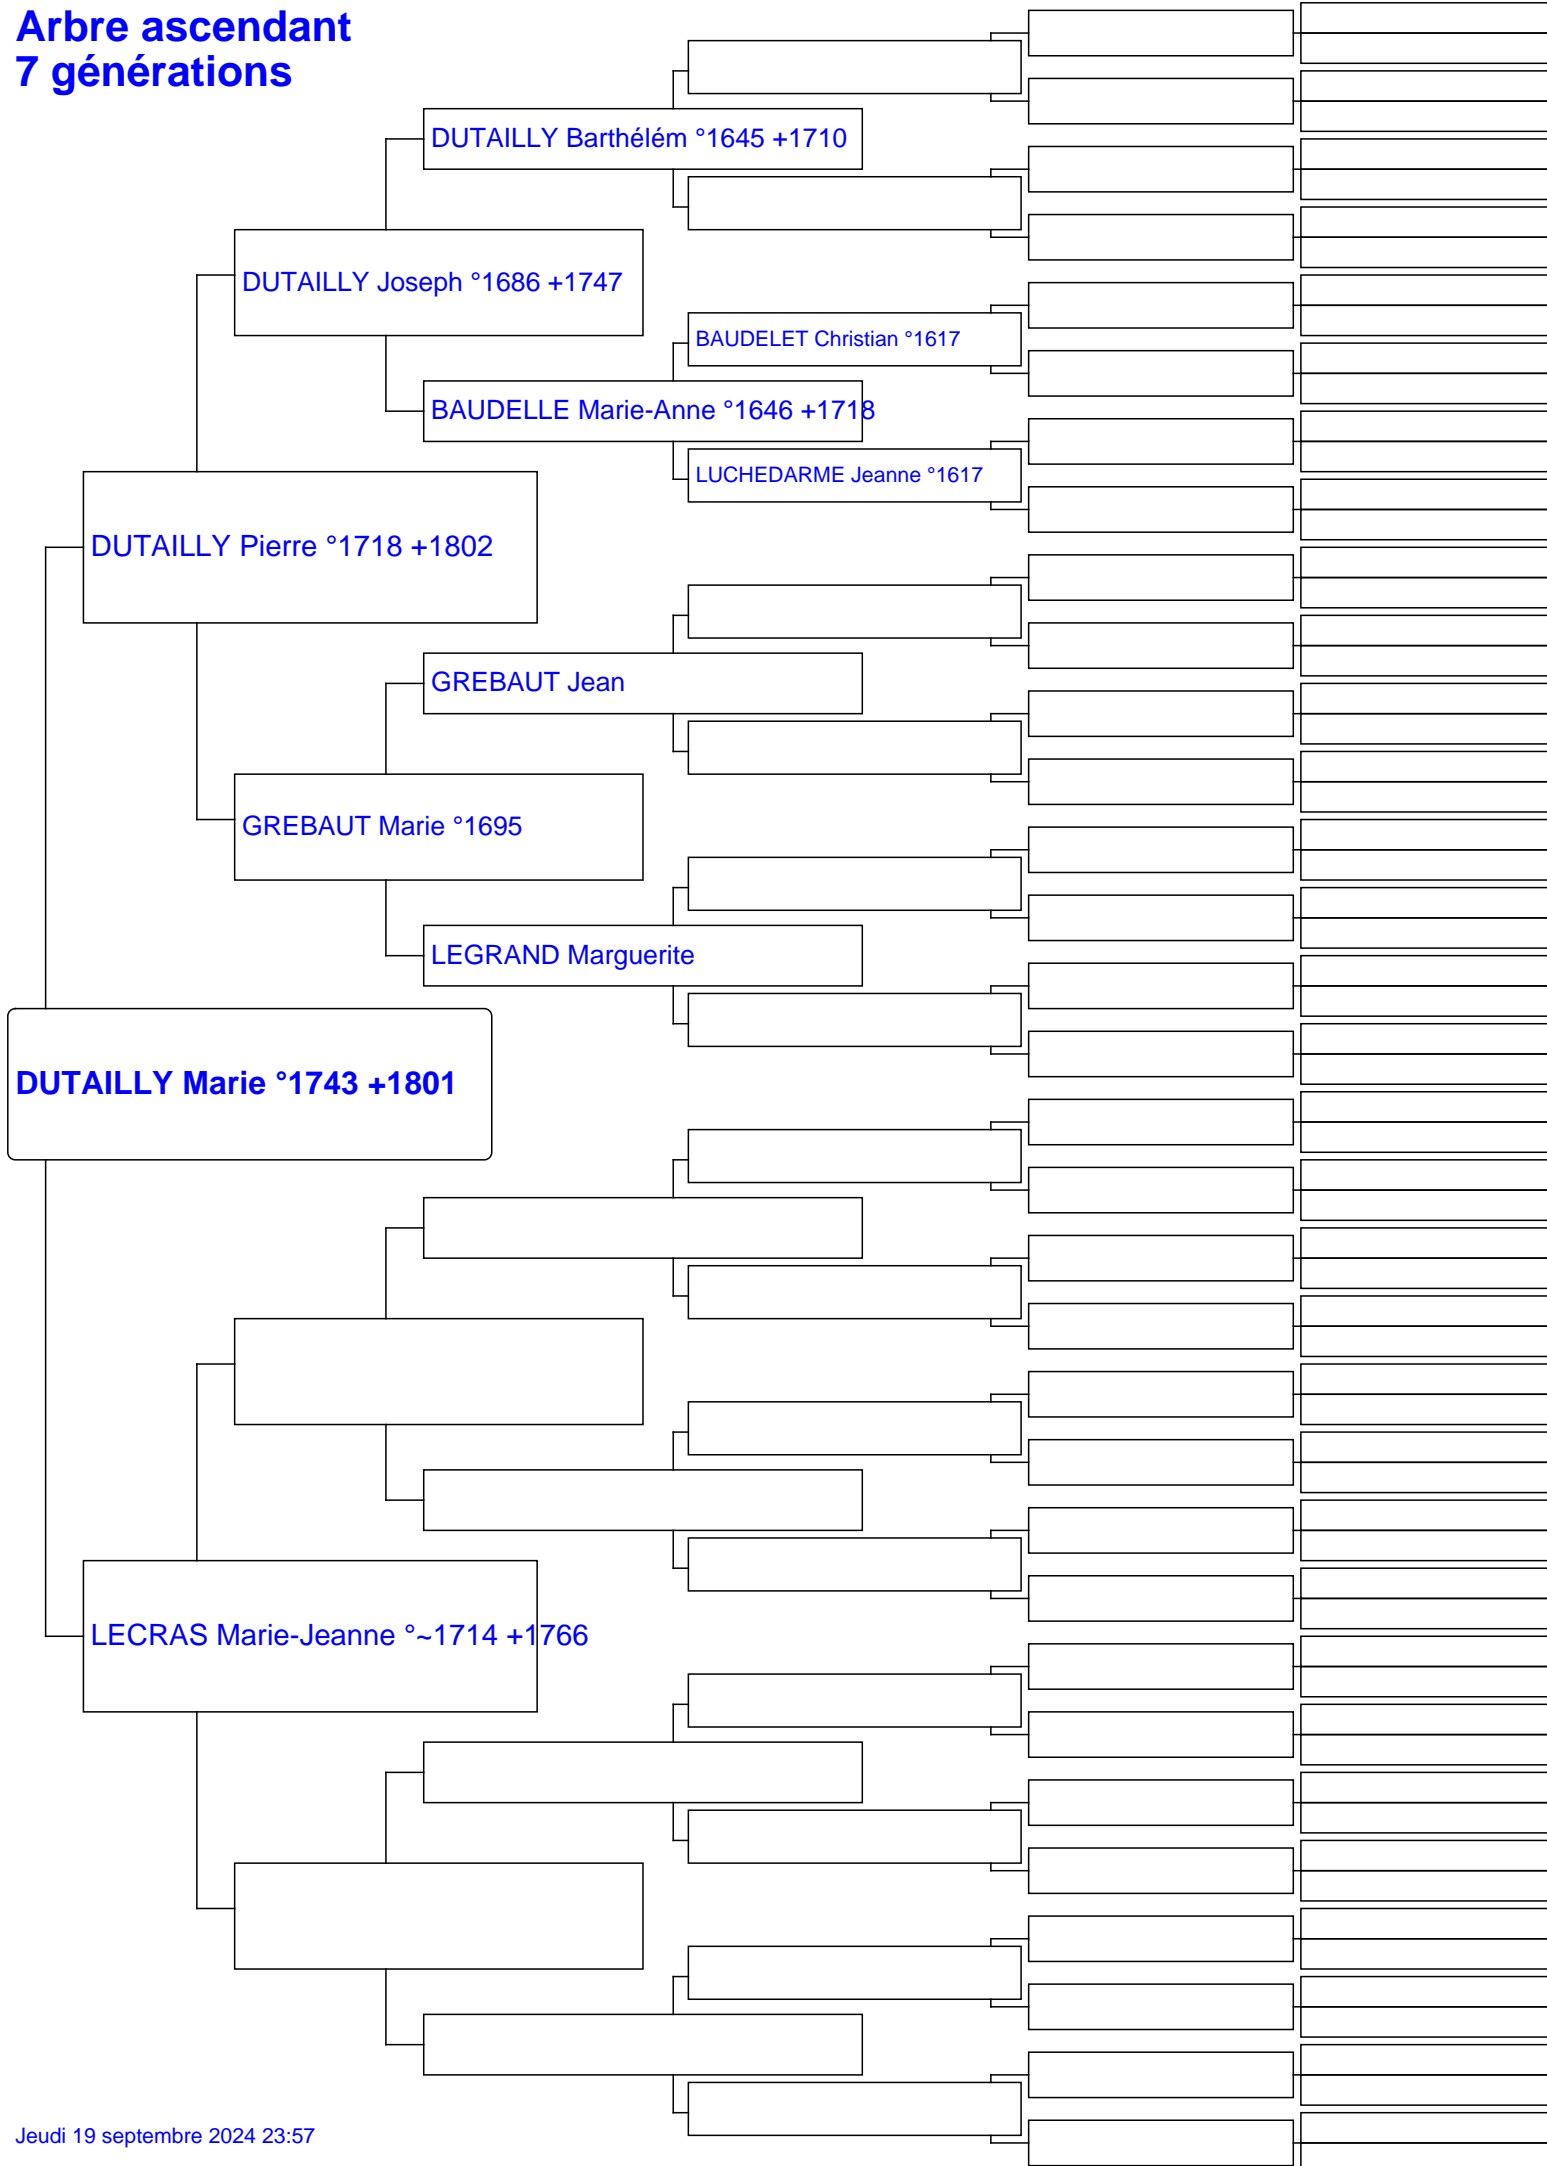 Arbre ascendant
7 générations
DUTAILLY Barthélém °1645 +1710
DUTAILLY Joseph °1686 +1747
BAUDELET Christian °1617
BAUDELLE Marie-Anne °1646 +1718
LUCHEDARME Jeanne °1617
DUTAILLY Pierre °1718 +1802
GREBAUT Jean
GREBAUT Marie °1695
LEGRAND Marguerite
DUTAILLY Marie °1743 +1801
LECRAS Marie-Jeanne °~1714 +1766
Jeudi 19 septembre 2024 23:57